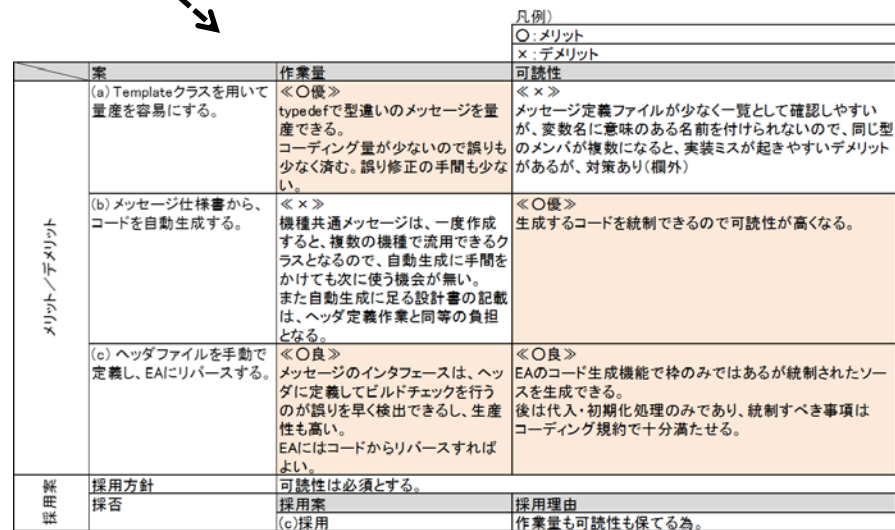 凡例)
〇:メリット
×:デメリット
案
作業量
可読性
メリット/デメリット
(a) Templateクラスを用いて
量産を容易にする。
≪〇優≫
typedefで型違いのメッセージを量
産できる。
コーディング量が少ないので誤りも
少なく済む。誤り修正の手間も少な
い。
≪×≫
メッセージ定義ファイルが少なく一覧として確認しやすい
が、変数名に意味のある名前を付けられないので、同じ型
のメンバが複数になると、実装ミスが起きやすいデメリット
があるが、対策あり(欄外)
(b) メッセージ仕様書から、
コードを自動生成する。
≪×≫
機種共通メッセージは、一度作成
すると、複数の機種で流用できるク
ラスとなるので、自動生成に手間を
かけても次に使う機会が無い。
また自動生成に足る設計書の記載
は、ヘッダ定義作業と同等の負担
となる。
≪〇優≫
生成するコードを統制できるので可読性が高くなる。
(c) ヘッダファイルを手動で
定義し、EAにリバースする。
≪〇良≫
メッセージのインタフェースは、ヘッ
ダに定義してビルドチェックを行う
のが誤りを早く検出できるし、生産
性も高い。
EAにはコードからリバースすれば
よい。
≪〇良≫
EAのコード生成機能で枠のみではあるが統制されたソー
スを生成できる。
後は代入・初期化処理のみであり、統制すべき事項は
コーディング規約で十分満たせる。
採用案
採用方針
可読性は必須とする。
採否
採用案
採用理由
(c)採用
作業量も可読性も保てる為。